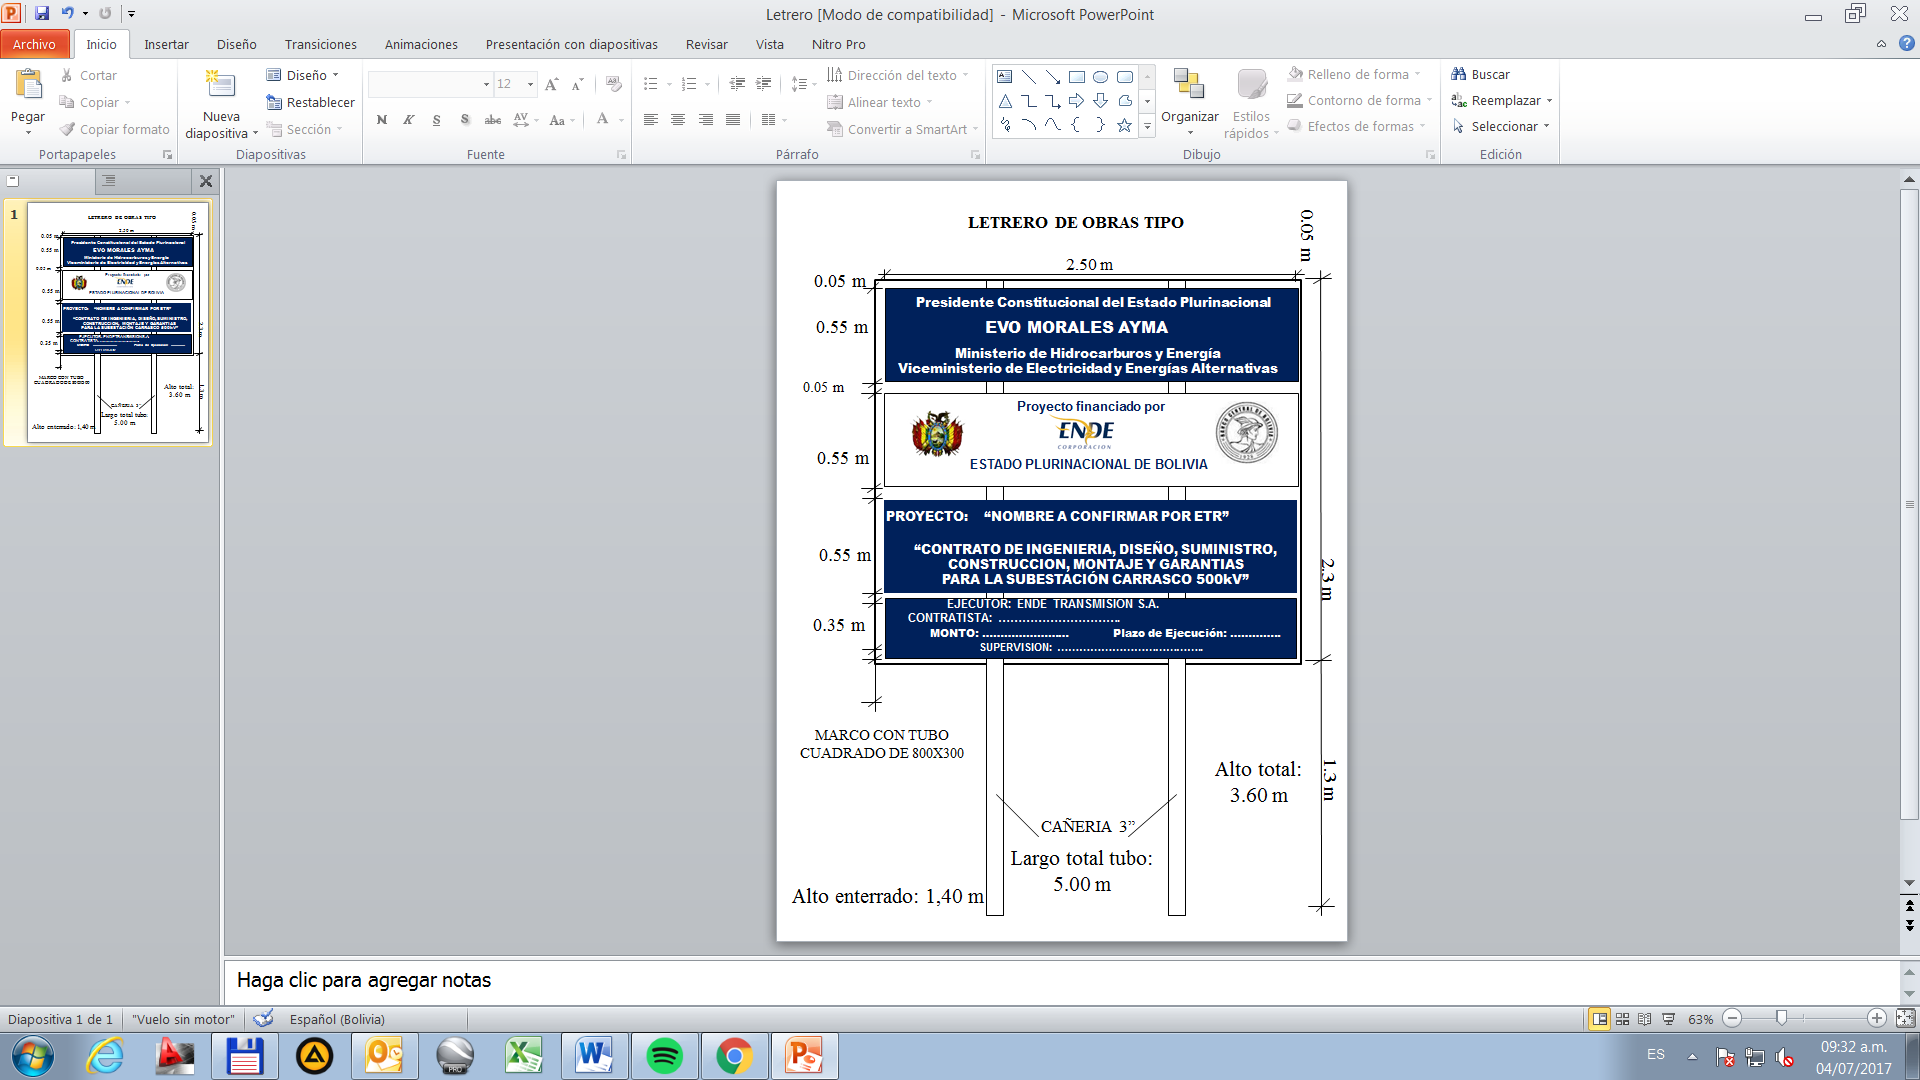 Letrero [Modo de compatibilidad] - Microsoft PowerPoint
Archivo
Inicio
Insertar
Diseño
Transiciones
Animaciones
Presentación con diapositivas
Revisar
Vista
Nitro Pro
Pegar
Cortar
Copiar
Copiar formato
Portapapeles
Nueva
diapositiva
Diseño
Restablecer
Sección
Diapositivas
12
N K S S abc AV Aa A
Fuente
Dirección del texto
Alinear texto
Convertir a SmartArt
Párrafo
Organizar
Estilos
rápidos
Relleno de forma
Contorno de forma
Efectos de formas
Dibujo
Buscar
Reemplazar
Seleccionar
Edición
1
LETRERO DE OBRAS TIPO
0.05 m
2.50 m
0.05 m
Presidente Constitucional del Estado Plurinacional
0.55 m
EVO MORALES AYMA
Ministerio de Hidrocarburos y Energía
Viceministerio de Electricidad y Energías Alternativas
0.05 m
Proyecto financiado por
ENDE
CORPORACION
0.55 m
ESTADO PLURINACIONAL DE BOLIVIA
PROYECTO: “NOMBRE A CONFIRMAR POR ETR”
0.55 m
“CONTRATO DE INGENIERIA, DISEÑO, SUMINISTRO,
CONSTRUCCION, MONTAJE Y GARANTIAS
PARA LA SUBESTACIÓN CARRASCO 500kV”
2.3 m
EJECUTOR: ENDE TRANSMISION S.A.
0.35 m
CONTRATISTA: ................................
MONTO: ........................ Plazo de Ejecución: ..............
SUPERVISION: ........................................
MARCO CON TUBO
CUADRADO DE 800X300
Alto total:
3.60 m
1.3 m
CAÑERIA 3”
Largo total tubo:
5.00 m
Alto enterrado: 1,40 m
Haga clic para agregar notas
Diapositiva 1 de 1
"Vuelo sin motor"
Español (Bolivia)
63%
ES
09:32 a.m.
04/07/2017